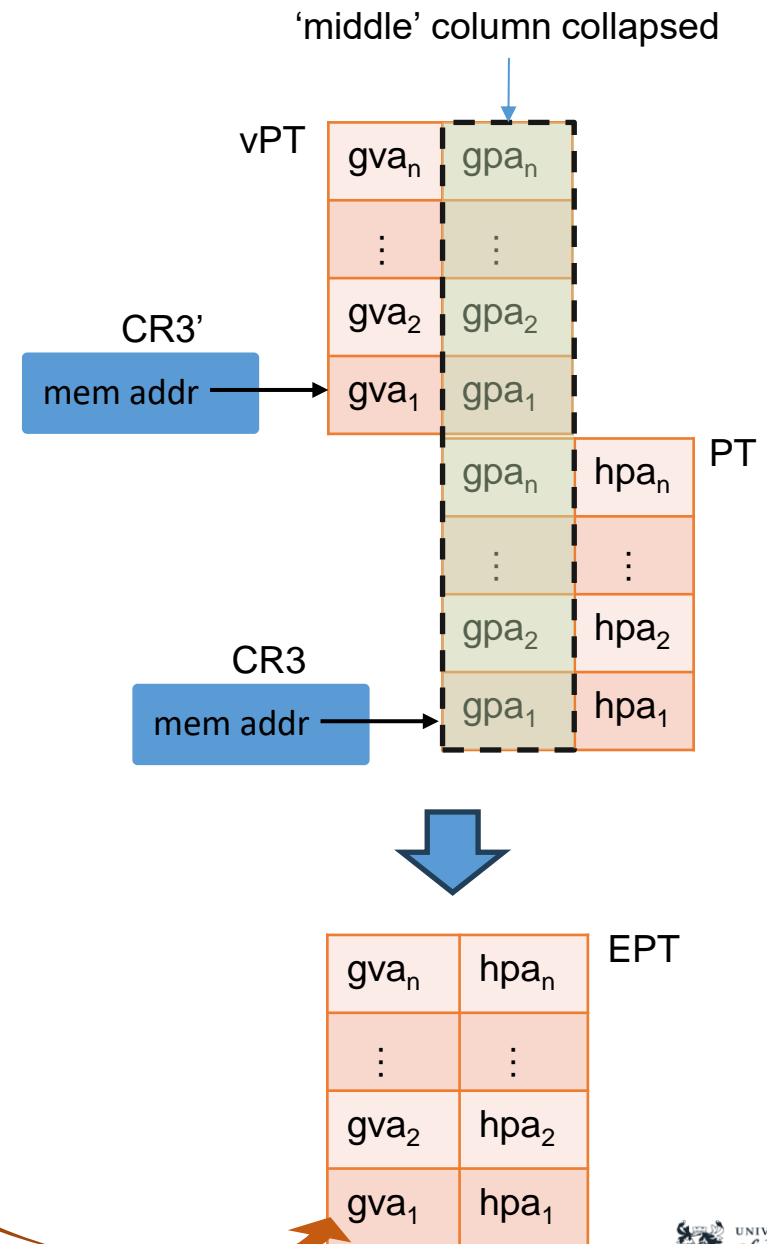 ‘middle’ column collapsed
vPT
gvaₙ gpaₙ
⋮ ⋮
gva₂ gpa₂
CR3’
mem addr
gva₁ gpa₁
PT
gpaₙ hpaₙ
⋮ ⋮
gpa₂ hpa₂
CR3
mem addr
gpa₁ hpa₁
EPT
gvaₙ hpaₙ
⋮ ⋮
gva₂ hpa₂
gva₁ hpa₁